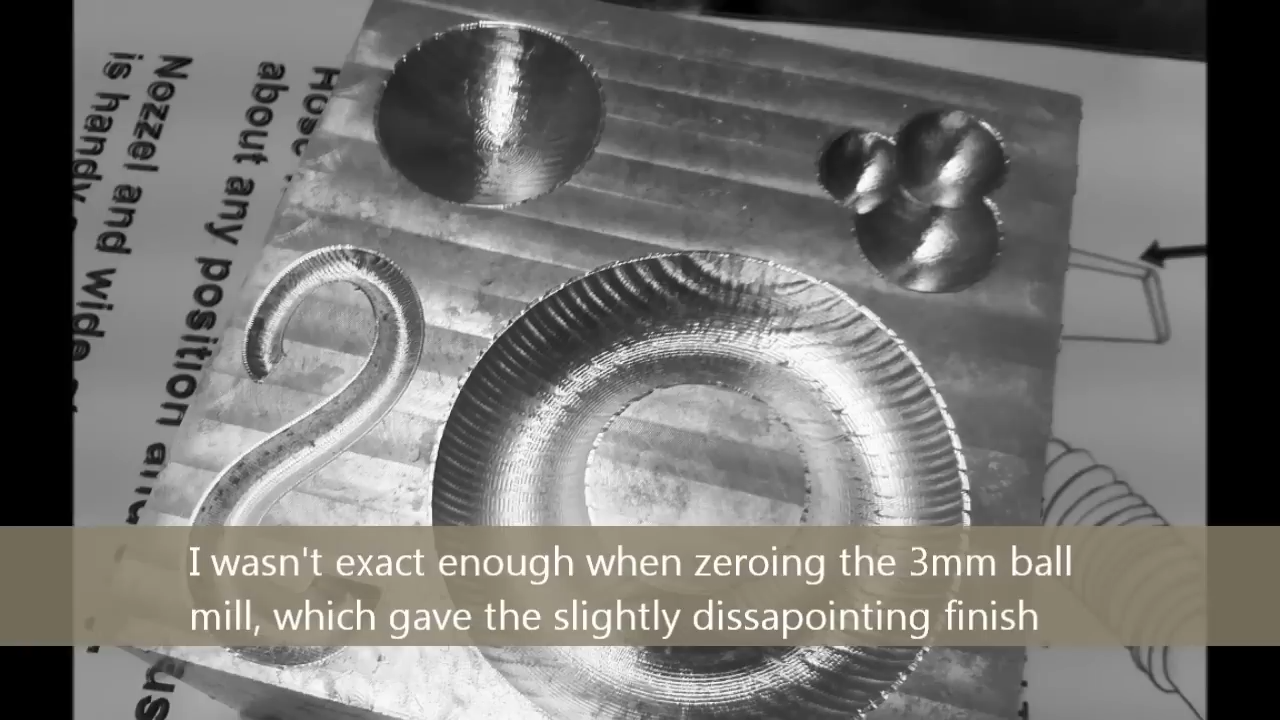 I wasn't exact enough when zeroing the 3mm ball
mill, which gave the slightly dissapointing finish
Nozzel and wide
is handy
about any position and